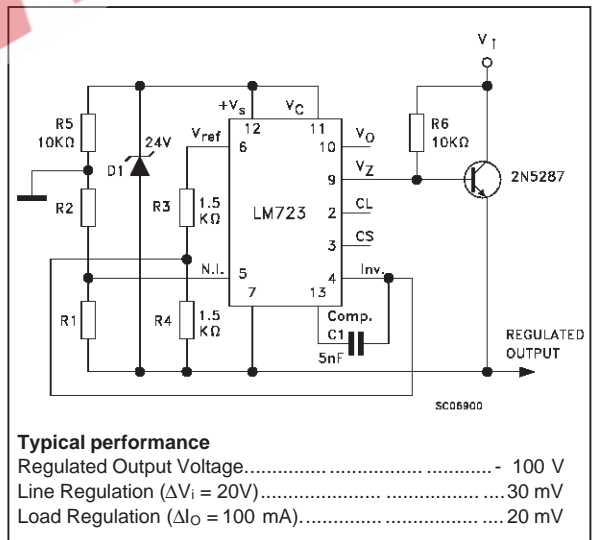 V I
+V s
V C
R5
10KΩ
24V
V ref
12
11
V O
R6
10KΩ
6
10
D1
V Z
9
2N5287
R2
R3
1.5
KΩ
LM723
2
CL
3
CS
N.I.
5
4
Inv.
7
13
R1
R4
1.5
KΩ
Comp.
C1
5nF
REGULATED
OUTPUT
SC06900
Typical performance
Regulated Output Voltage.............. ..................... ...........- 100 V
Line Regulation (ΔVi = 20V)...................... ..................... ....30 mV
Load Regulation (ΔIO = 100 mA)................. ................. ....20 mV